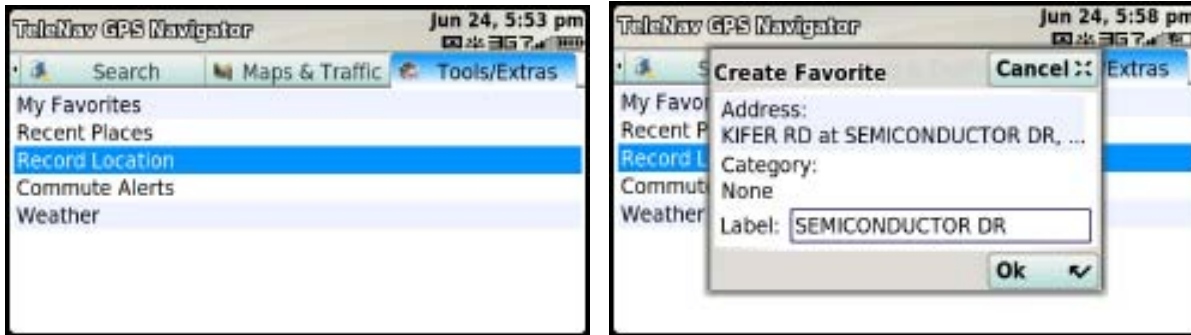 TeleNav GPS Navigator
Jun 24, 5:53 pm
Search
Maps & Traffic
Tools/Extras
My Favorites
Recent Places
Record Location
Commute Alerts
Weather
TeleNav GPS Navigator
Jun 24, 5:58 pm
S
/Extras
My Favor
Recent P
Record L
Commut
Weather
Create Favorite
Cancel
Address:
KIFER RD at SEMICONDUCTOR DR, ...
Category:
None
Label: SEMICONDUCTOR DR
Ok